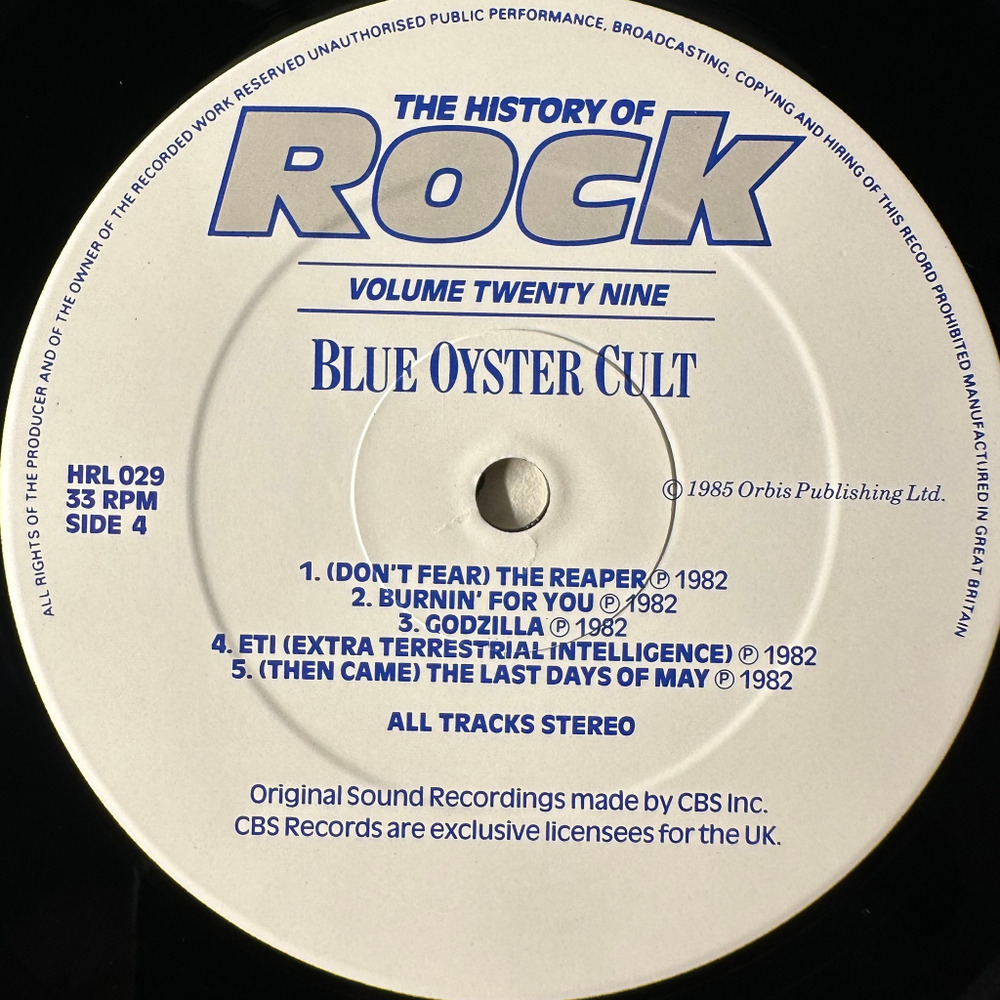 ALL RIGHTS OF THE PRODUCER AND OF THE OWNER OF THE RECORDED WORK RESERVED UNAUTHORISED PUBLIC PERFORMANCE, BROADCASTING, COPYING AND HIRING OF THIS RECORD PROHIBITED MANUFACTURED IN GREAT BRITAIN
THE HISTORY OF
ROCK
VOLUME TWENTY NINE
BLUE OYSTER CULT
HRL 029
33 RPM
SIDE 4
© 1985 Orbis Publishing Ltd.
1. (DON'T FEAR) THE REAPER ℗ 1982
2. BURNIN' FOR YOU ℗ 1982
3. GODZILLA ℗ 1982
4. ETI (EXTRA TERRESTRIAL INTELLIGENCE) ℗ 1982
5. (THEN CAME) THE LAST DAYS OF MAY ℗ 1982
ALL TRACKS STEREO
Original Sound Recordings made by CBS Inc.
CBS Records are exclusive licensees for the UK.